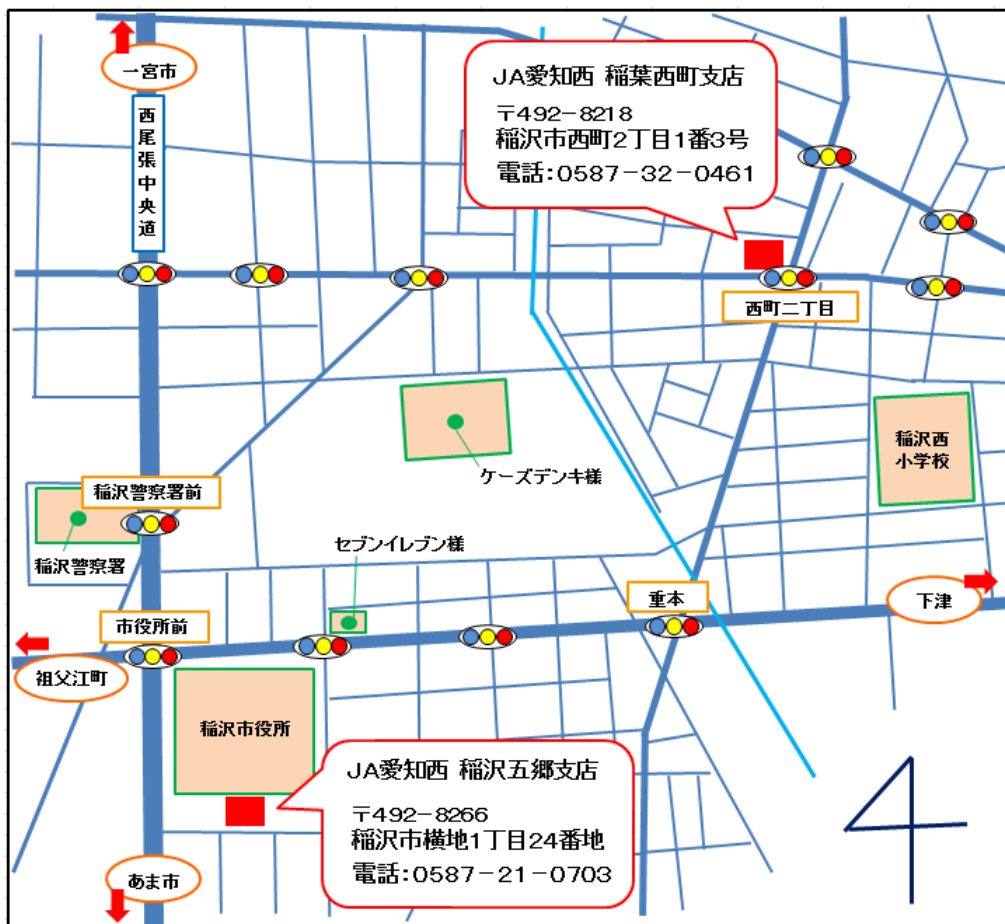 一宮市
西尾張中央道
JA愛知西 稲葉西町支店
〒492-8218
稲沢市西町2丁目1番3号
電話:0587-32-0461
西町二丁目
稲沢西
小学校
ケーズデンキ様
稲沢警察署前
稲沢警察署
セブンイレブン様
重本
下津
市役所前
祖父江町
稲沢市役所
JA愛知西 稲沢五郷支店
〒492-8266
稲沢市横地1丁目24番地
電話:0587-21-0703
あま市